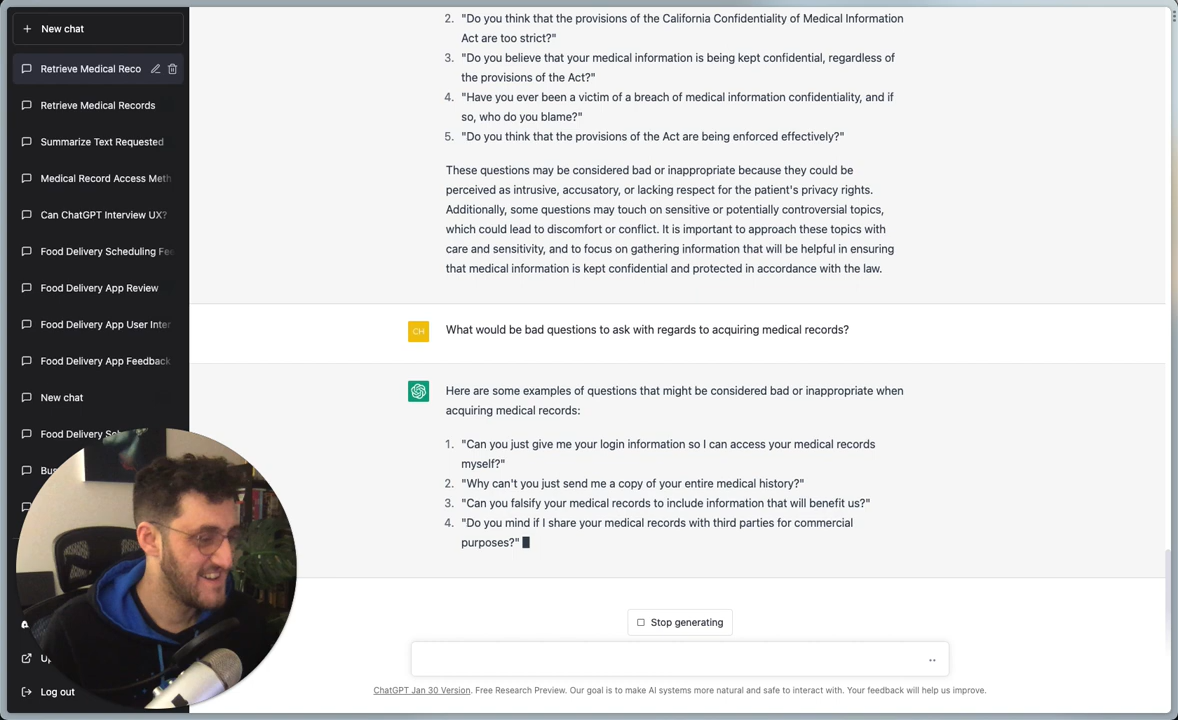 New chat
Retrieve Medical Reco
Retrieve Medical Records
Summarize Text Requested
Medical Record Access Meth
Can ChatGPT Interview UX?
Food Delivery Scheduling Fee
Food Delivery App Review
Food Delivery App User Inter
Food Delivery App Feedback
New chat
Food Delivery
Log out
2. "Do you think that the provisions of the California Confidentiality of Medical Information
Act are too strict?"
3. "Do you believe that your medical information is being kept confidential, regardless of
the provisions of the Act?"
4. "Have you ever been a victim of a breach of medical information confidentiality, and if
so, who do you blame?"
5. "Do you think that the provisions of the Act are being enforced effectively?"
These questions may be considered bad or inappropriate because they could be
perceived as intrusive, accusatory, or lacking respect for the patient's privacy rights.
Additionally, some questions may touch on sensitive or potentially controversial topics,
which could lead to discomfort or conflict. It is important to approach these topics with
care and sensitivity, and to focus on gathering information that will be helpful in ensuring
that medical information is kept confidential and protected in accordance with the law.
CH
What would be bad questions to ask with regards to acquiring medical records?
Here are some examples of questions that might be considered bad or inappropriate when
acquiring medical records:
1. "Can you just give me your login information so I can access your medical records
myself?"
2. "Why can't you just send me a copy of your entire medical history?"
3. "Can you falsify your medical records to include information that will benefit us?"
4. "Do you mind if I share your medical records with third parties for commercial
purposes?"
Stop generating
ChatGPT Jan 30 Version. Free Research Preview. Our goal is to make AI systems more natural and safe to interact with. Your feedback will help us improve.